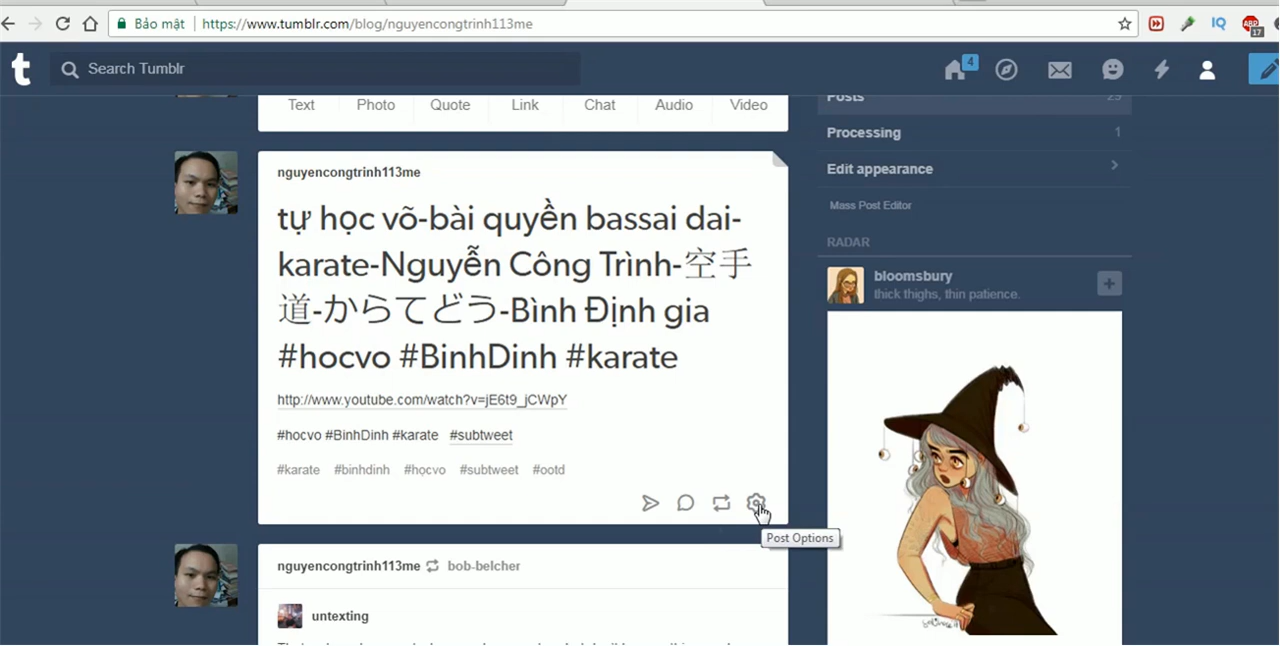 Bảo mật https://www.tumblr.com/blog/nguyencongtrinh113me
17
t Search Tumblr 4
Text Photo Quote Link Chat Audio Video
Posts
Processing 1
Edit appearance
Mass Post Editor
RADAR
bloomsbury
thick thighs, thin patience.
nguyencongtrinh113me
tự học võ-bài quyền bassai dai-
karate-Nguyễn Công Trình-空手
道-からてどう-Bình Định gia
#hocvo #BinhDinh #karate
http://www.youtube.com/watch?v=jE6t9_jCWpY
#hocvo #BinhDinh #karate #subtweet
#karate #binhdinh #hocvo #subtweet #ootd
Post Options
nguyencongtrinh113me bob-belcher
untexting